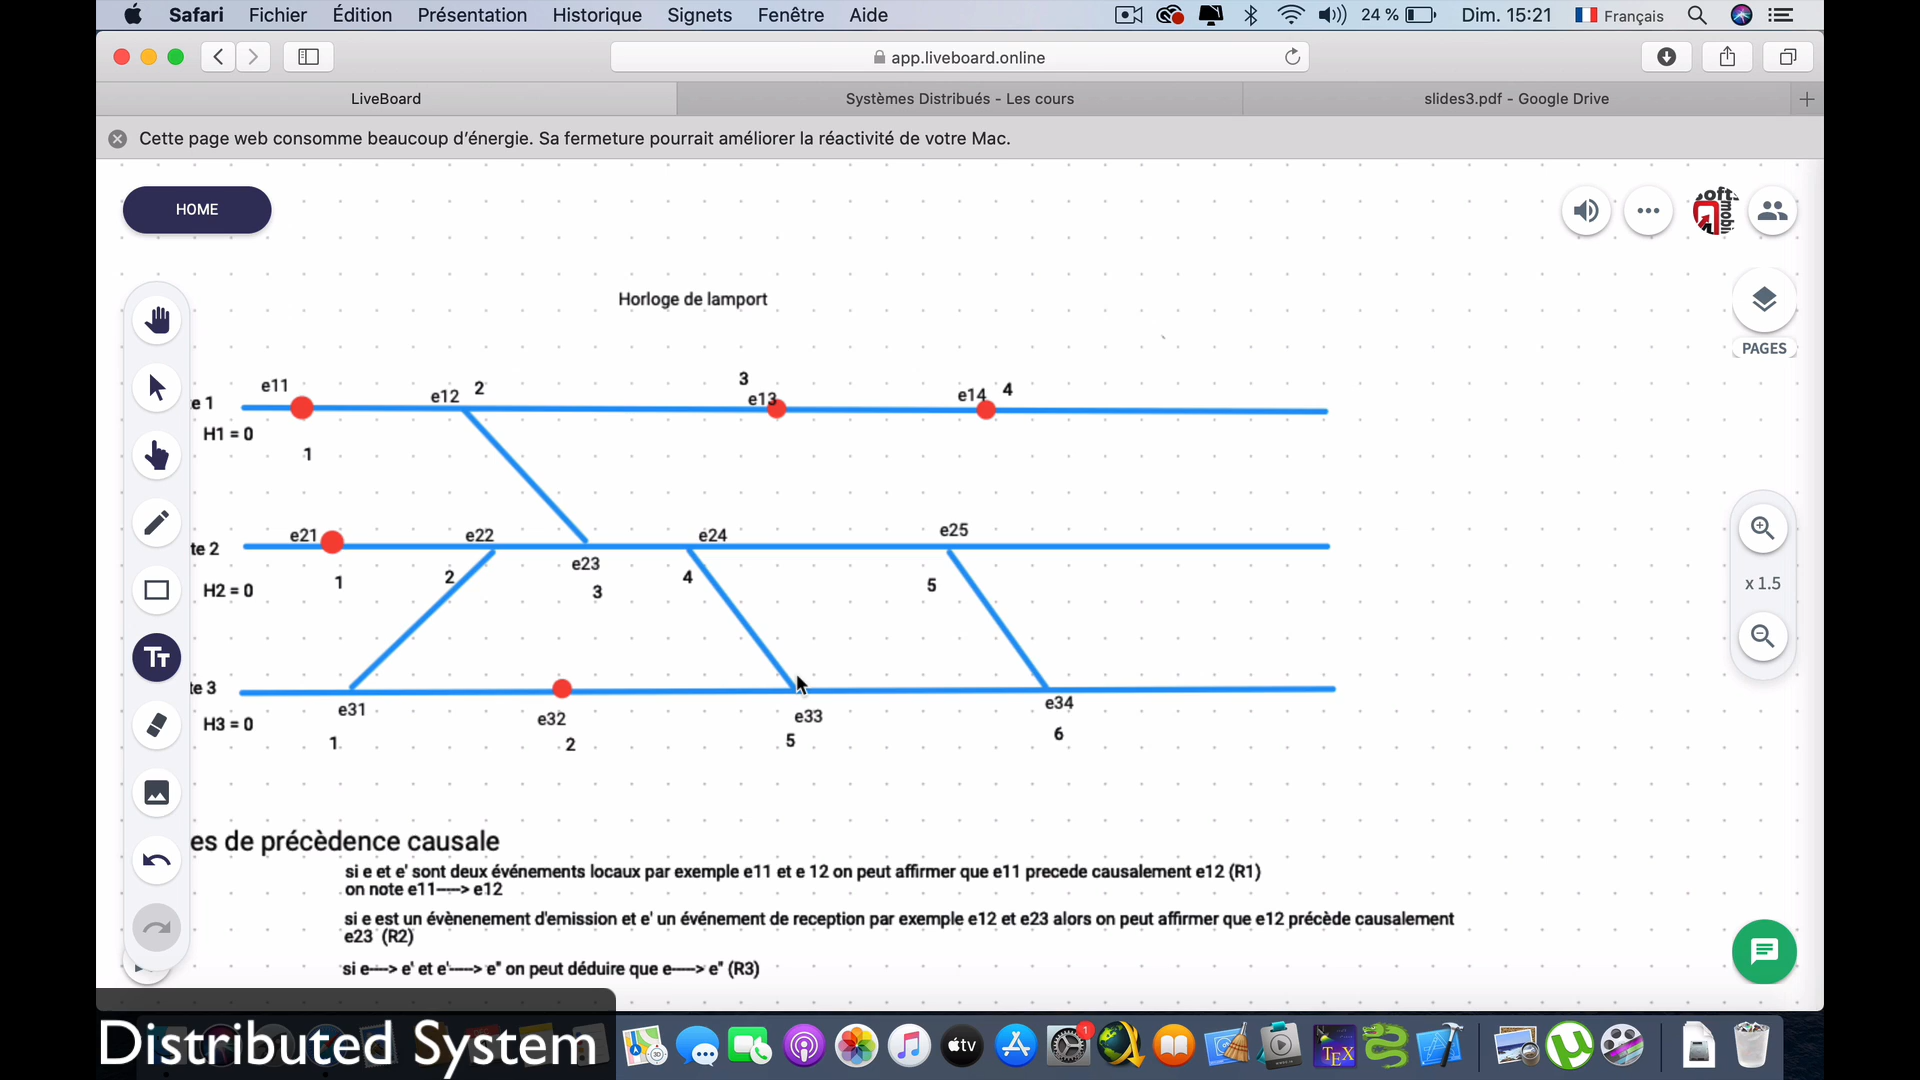 Safari Fichier Édition Présentation Historique Signets Fenêtre Aide 24 % Dim. 15:21 Français
app.liveboard.online
LiveBoard Systèmes Distribués - Les cours slides3.pdf - Google Drive
Cette page web consomme beaucoup d'énergie. Sa fermeture pourrait améliorer la réactivité de votre Mac.
HOME
soft mobil
PAGES
Horloge de lamport
e11 e12 2 3 e13 e14 4
e 1
H1 = 0
1
e21 e22 e24 e25
te 2
e23
H2 = 0 1 2 3 4 5
x 1.5
te 3
e31 e32 e33 e34
H3 = 0
1 2 5 6
es de précèdence causale
si e et e' sont deux événements locaux par exemple e11 et e 12 on peut affirmer que e11 precede causalement e12 (R1)
on note e11----> e12
si e est un évènenement d'emission et e' un événement de reception par exemple e12 et e23 alors on peut affirmer que e12 précède causalement
e23 (R2)
si e----> e' et e'-----> e" on peut déduire que e-----> e" (R3)
Distributed System
3D
tv
1
TEX